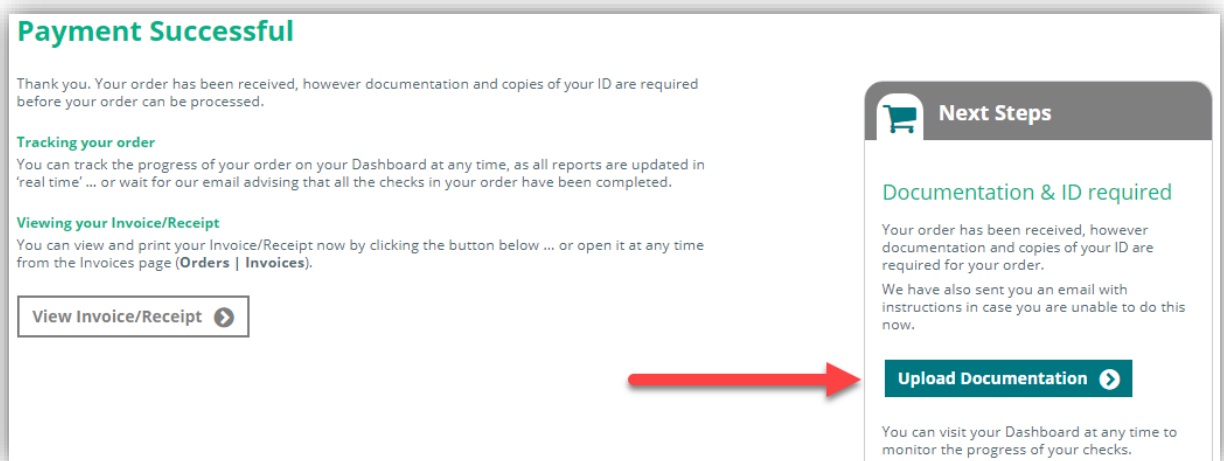 Payment Successful
Thank you. Your order has been received, however documentation and copies of your ID are required
before your order can be processed.
Tracking your order
You can track the progress of your order on your Dashboard at any time, as all reports are updated in
‘real time’ ... or wait for our email advising that all the checks in your order have been completed.
Viewing your Invoice/Receipt
You can view and print your Invoice/Receipt now by clicking the button below ... or open it at any time
from the Invoices page (Orders | Invoices).
View Invoice/Receipt
Next Steps
Documentation & ID required
Your order has been received, however
documentation and copies of your ID are
required for your order.
We have also sent you an email with
instructions in case you are unable to do this
now.
Upload Documentation
You can visit your Dashboard at any time to
monitor the progress of your checks.